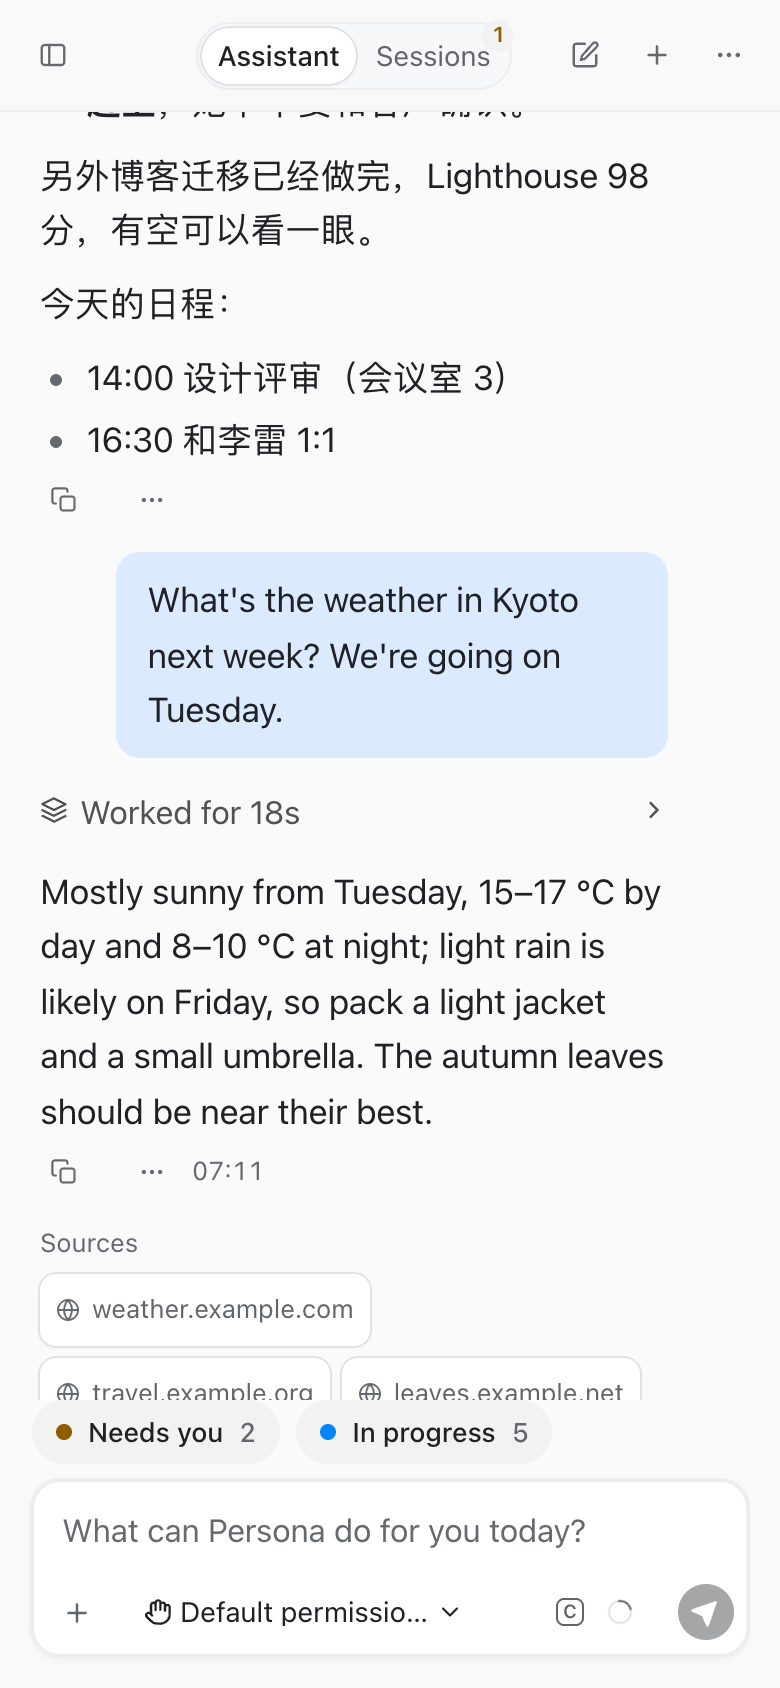 Assistant
Sessions
1
另外博客迁移已经做完，Lighthouse 98
分，有空可以看一眼。
今天的日程：
14:00 设计评审（会议室 3）
16:30 和李雷 1:1
What's the weather in Kyoto
next week? We're going on
Tuesday.
Worked for 18s
Mostly sunny from Tuesday, 15–17 °C by
day and 8–10 °C at night; light rain is
likely on Friday, so pack a light jacket
and a small umbrella. The autumn leaves
should be near their best.
07:11
Sources
weather.example.com
travel.example.org
leaves.example.net
Needs you 2
In progress 5
What can Persona do for you today?
Default permissio...
C